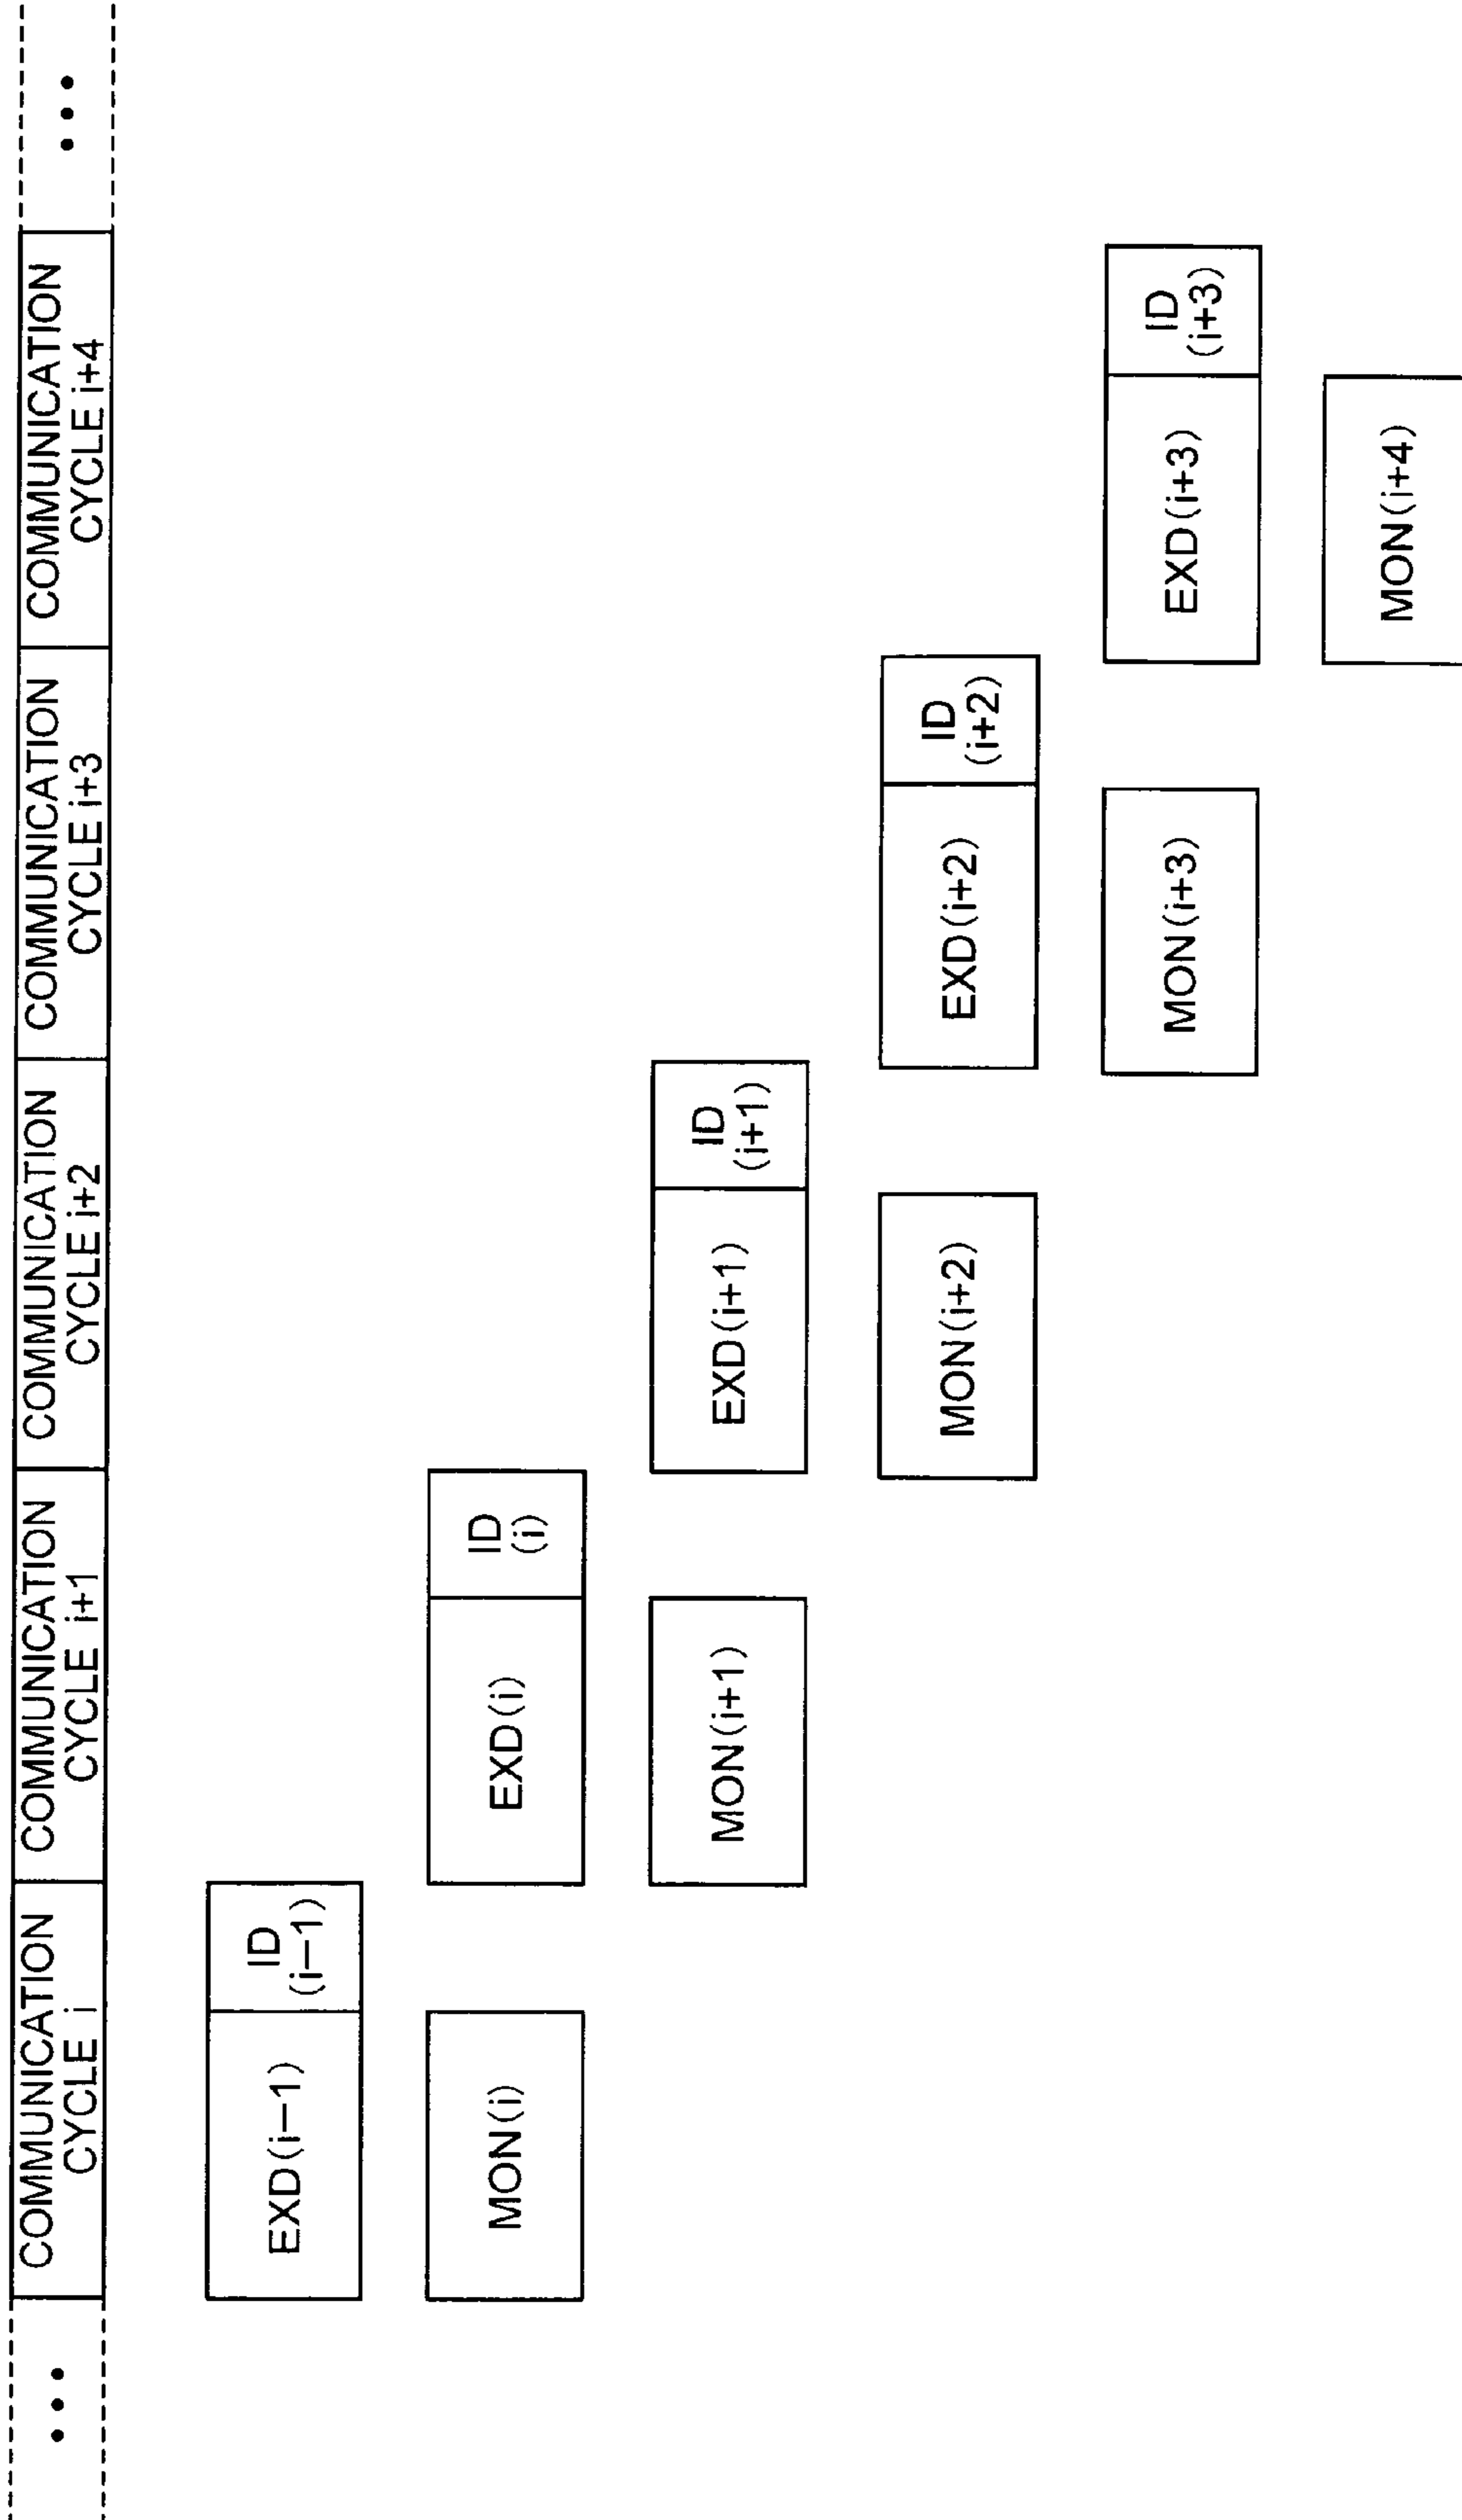 ...
COMMUNICATION
CYCLE i
COMMUNICATION
CYCLE i+1
COMMUNICATION
CYCLE i+2
COMMUNICATION
CYCLE i+3
COMMUNICATION
CYCLE i+4
...
EXD(i−1)
ID
(i−1)
MON(i)
EXD(i)
ID
(i)
MON(i+1)
EXD(i+1)
ID
(i+1)
MON(i+2)
EXD(i+2)
ID
(i+2)
MON(i+3)
EXD(i+3)
ID
(i+3)
MON(i+4)